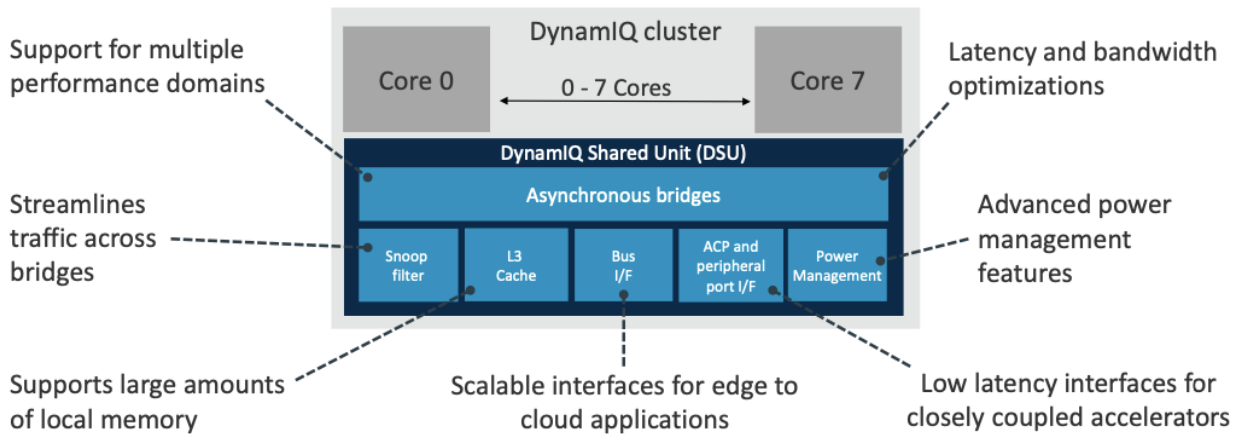 DynamIQ cluster
Support for multiple
performance domains
Core 0
0 - 7 Cores
Core 7
Latency and bandwidth
optimizations
DynamIQ Shared Unit (DSU)
Asynchronous bridges
Streamlines
traffic across
bridges
Snoop
filter
L3
Cache
Bus
I/F
ACP and
peripheral
port I/F
Power
Management
Advanced power
management
features
Supports large amounts
of local memory
Scalable interfaces for edge to
cloud applications
Low latency interfaces for
closely coupled accelerators